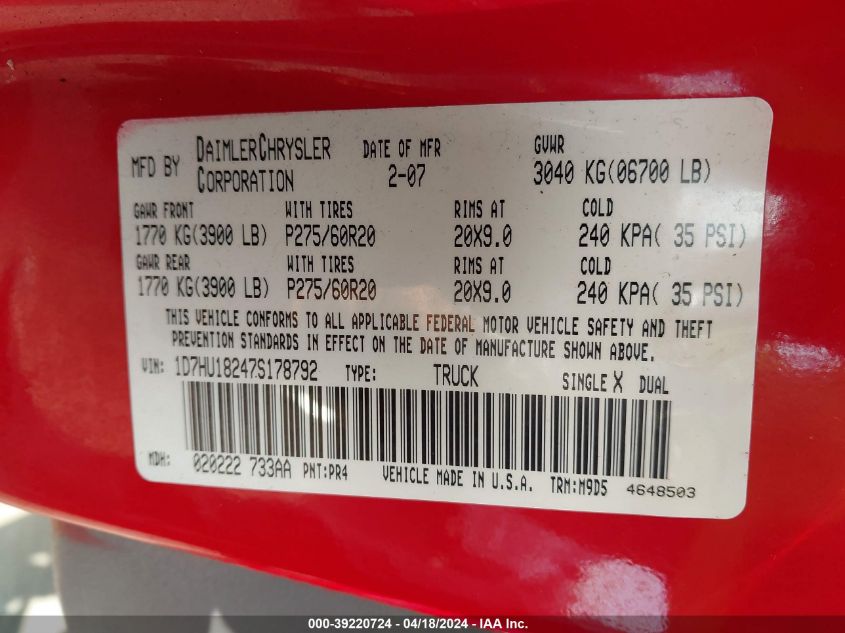 MFD BY DAIMLERCHRYSLER CORPORATION DATE OF MFR 2-07 GVWR 3040 KG(06700 LB)
GAWR FRONT WITH TIRES RIMS AT COLD
1770 KG(3900 LB) P275/60R20 20X9.0 240 KPA( 35 PSI)
GAWR REAR WITH TIRES RIMS AT COLD
1770 KG(3900 LB) P275/60R20 20X9.0 240 KPA( 35 PSI)
THIS VEHICLE CONFORMS TO ALL APPLICABLE FEDERAL MOTOR VEHICLE SAFETY AND THEFT
PREVENTION STANDARDS IN EFFECT ON THE DATE OF MANUFACTURE SHOWN ABOVE.
VIN: 1D7HU18247S178792 TYPE: TRUCK SINGLE X DUAL
MDH: 020222 733AA PNT:PR4 VEHICLE MADE IN U.S.A. TRM:M9D5 4648503
000-39220724 - 04/18/2024 - IAA Inc.